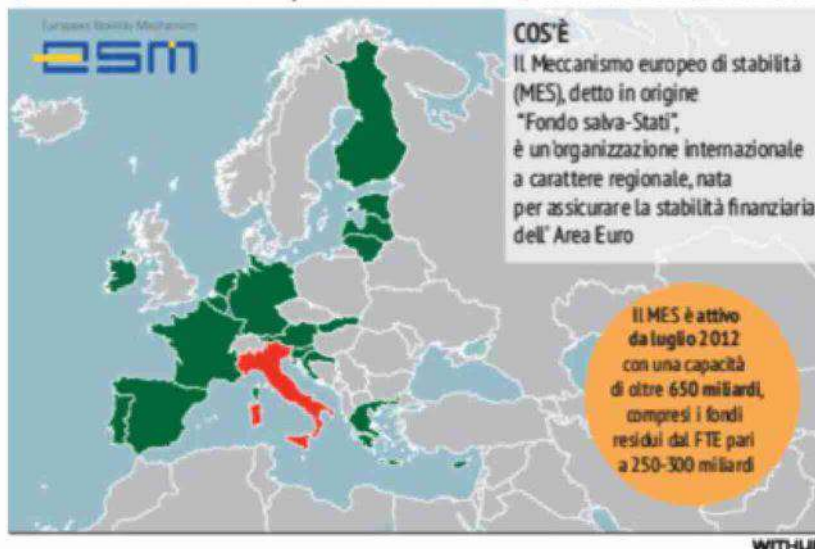 European Stability Mechanism
esm
COS'È
Il Meccanismo europeo di stabilità
(MES), detto in origine
"Fondo salva-Stati",
è un'organizzazione internazionale
a carattere regionale, nata
per assicurare la stabilità finanziaria
dell' Area Euro
Il MES è attivo
da luglio 2012
con una capacità
di oltre 650 miliardi,
compresi i fondi
residui dal FTE pari
a 250-300 miliardi